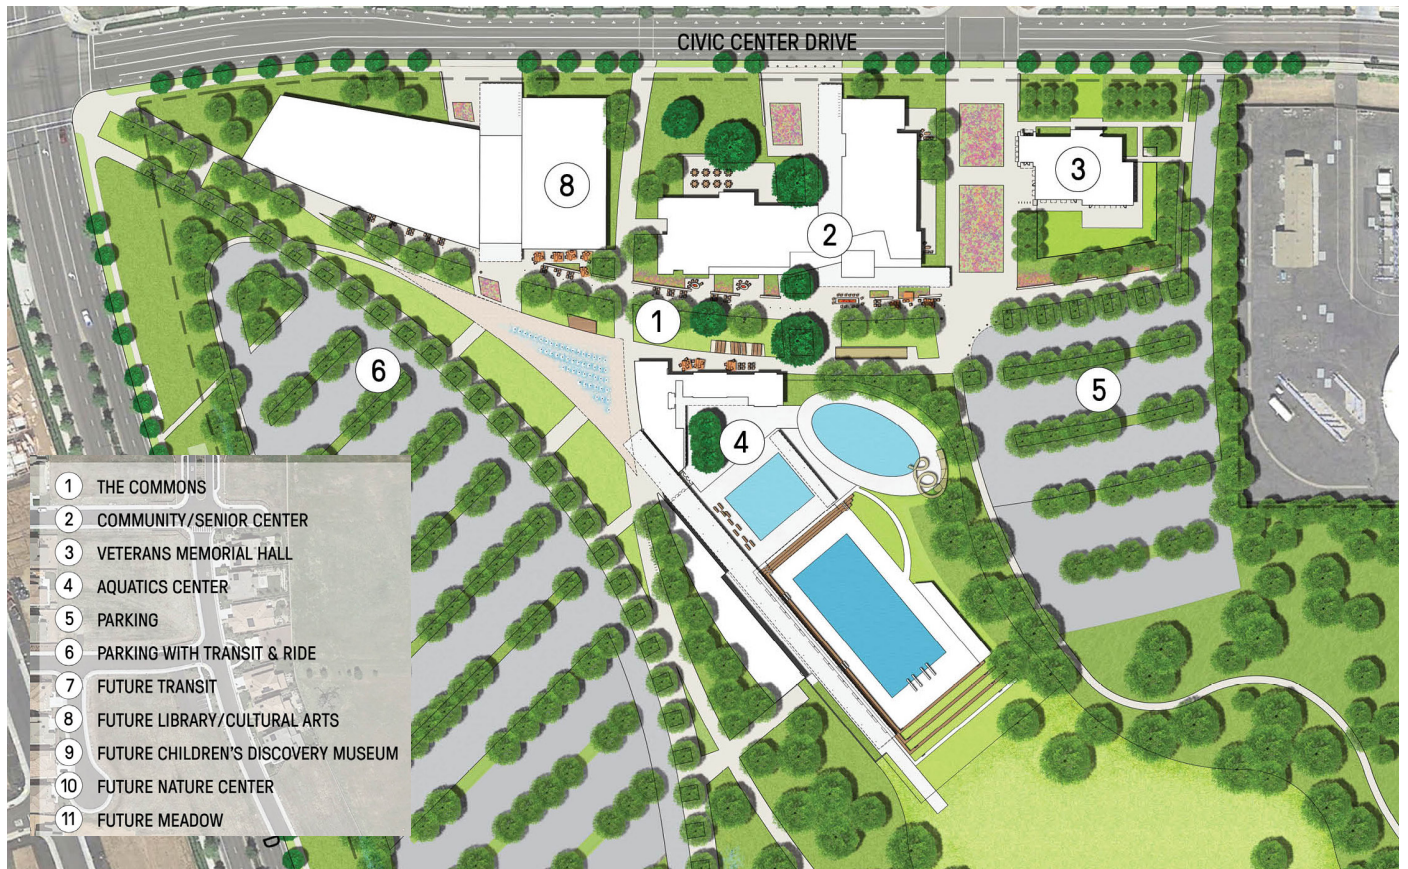 CIVIC CENTER DRIVE
8
3
2
1
6
5
4
1 THE COMMONS
2 COMMUNITY/SENIOR CENTER
3 VETERANS MEMORIAL HALL
4 AQUATICS CENTER
5 PARKING
6 PARKING WITH TRANSIT & RIDE
7 FUTURE TRANSIT
8 FUTURE LIBRARY/CULTURAL ARTS
9 FUTURE CHILDREN'S DISCOVERY MUSEUM
10 FUTURE NATURE CENTER
11 FUTURE MEADOW